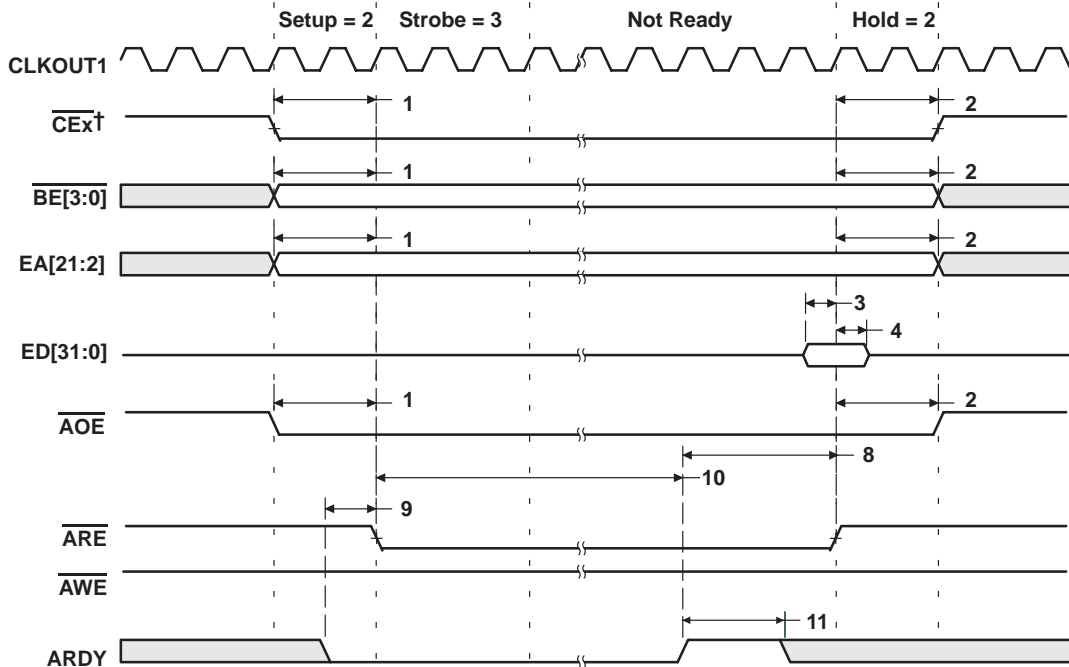 Setup = 2 Strobe = 3 Not Ready Hold = 2
CLKOUT1
CEx† 1 2
BE[3:0] 1 2
EA[21:2] 1 2
3
4
ED[31:0]
AOE 1 2
8
10
9
ARE
AWE
11
ARDY